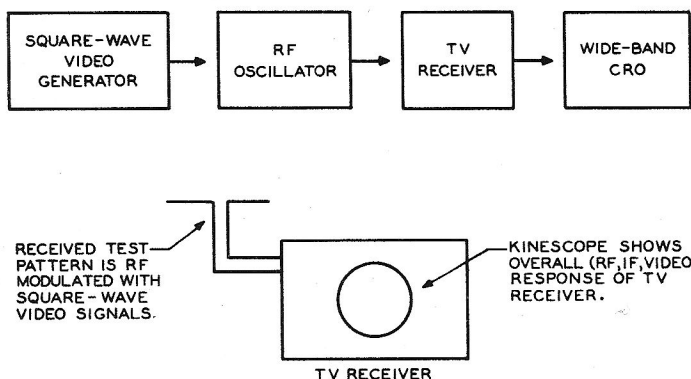 SQUARE-WAVE
VIDEO
GENERATOR
RF
OSCILLATOR
TV
RECEIVER
WIDE-BAND
CRO
RECEIVED TEST
PATTERN IS RF
MODULATED WITH
SQUARE-WAVE
VIDEO SIGNALS.
KINESCOPE SHOWS
OVERALL (RF,IF,VIDEO
RESPONSE OF TV
RECEIVER.
TV RECEIVER